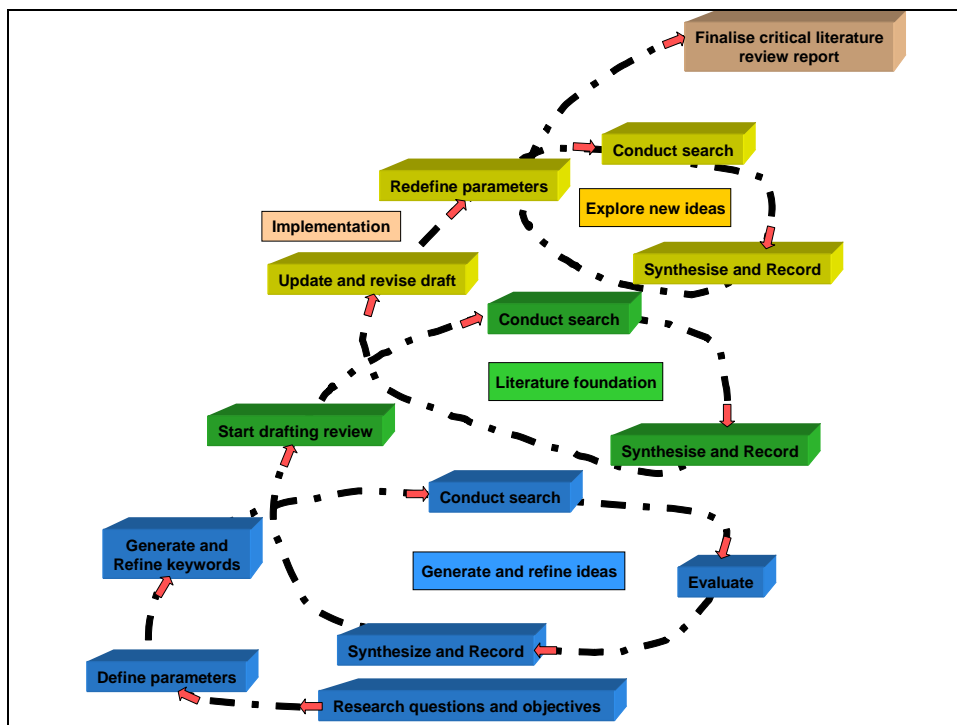 Finalise critical literature
review report
Conduct search
Redefine parameters
Explore new ideas
Implementation
Synthesise and Record
Update and revise draft
Conduct search
Literature foundation
Start drafting review
Synthesise and Record
Conduct search
Generate and
Refine keywords
Generate and refine ideas
Evaluate
Synthesize and Record
Define parameters
Research questions and objectives